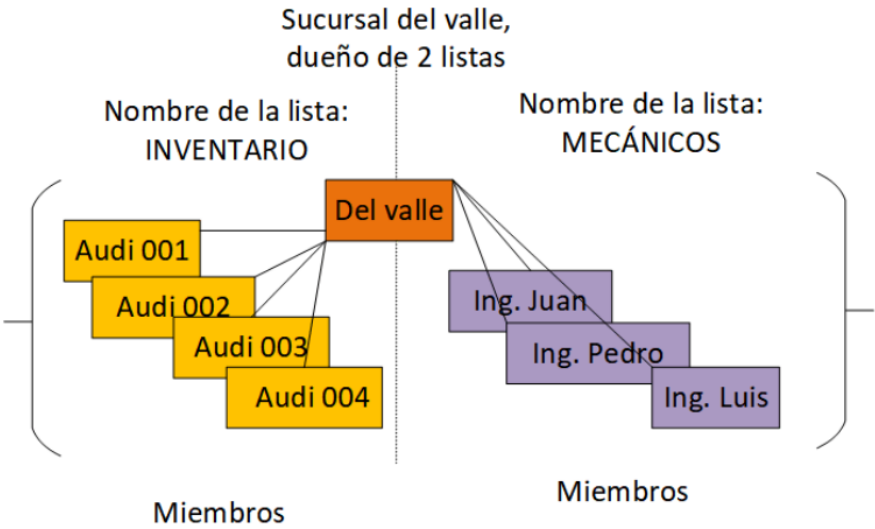 Sucursal del valle,
dueño de 2 listas
Nombre de la lista:
INVENTARIO
Nombre de la lista:
MECÁNICOS
Del valle
Audi 001
Audi 002
Audi 003
Audi 004
Ing. Juan
Ing. Pedro
Ing. Luis
Miembros
Miembros